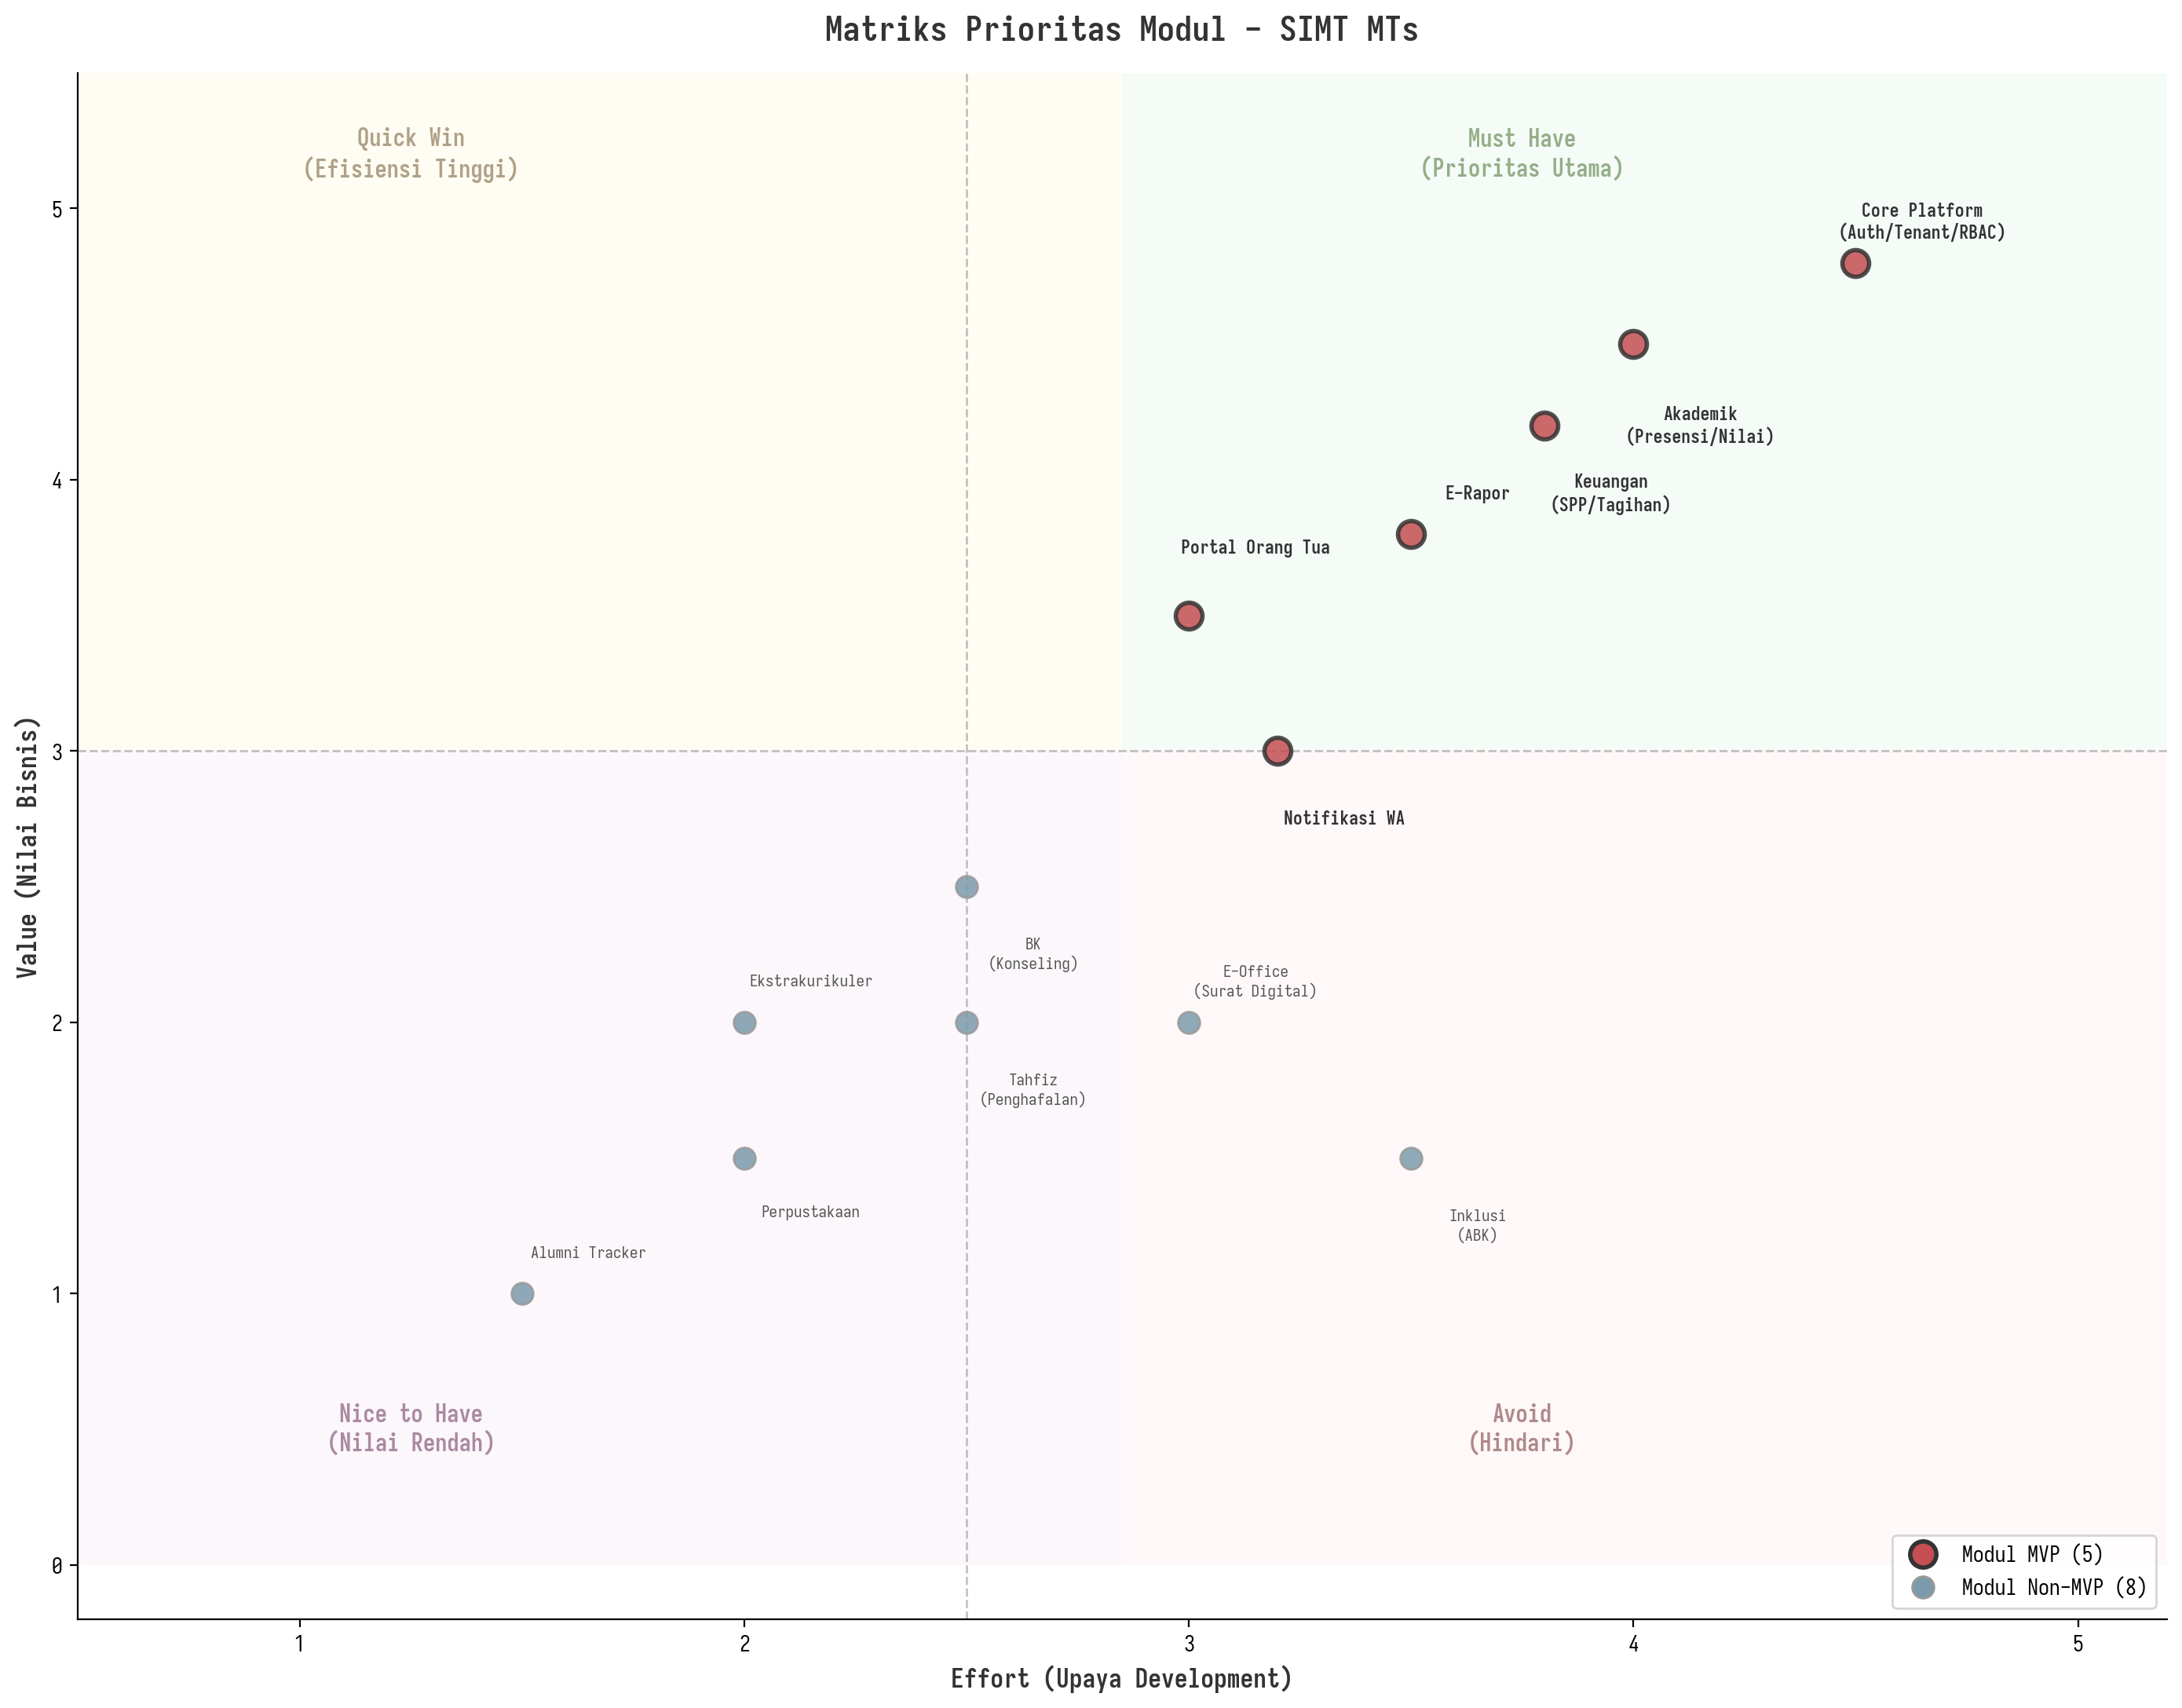 Matriks Prioritas Modul - SIMT MTs
Quick Win
(Efisiensi Tinggi)
Must Have
(Prioritas Utama)
Core Platform
(Auth/Tenant/RBAC)
Akademik
(Presensi/Nilai)
Keuangan
(SPP/Tagihan)
E-Rapor
Portal Orang Tua
Notifikasi WA
BK
(Konseling)
E-Office
(Surat Digital)
Ekstrakurikuler
Tahfiz
(Penghafalan)
Perpustakaan
Inklusi
(ABK)
Alumni Tracker
Nice to Have
(Nilai Rendah)
Avoid
(Hindari)
Modul MVP (5)
Modul Non-MVP (8)
Value (Nilai Bisnis)
5
4
3
2
1
0
1
2
3
4
5
Effort (Upaya Development)